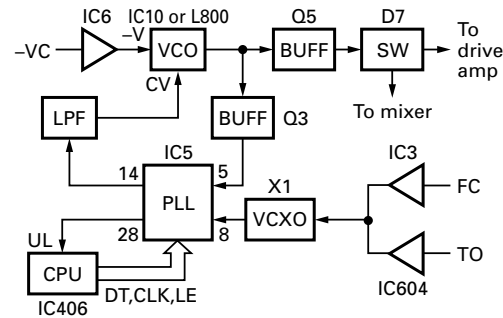 IC6
IC10 or L800
Q5
D7
–VC
–V
VCO
BUFF
SW
To
drive
amp
CV
To mixer
LPF
BUFF
Q3
IC5
14
5
X1
IC3
PLL
FC
28
8
VCXO
UL
TO
CPU
DT,CLK,LE
IC604
IC406